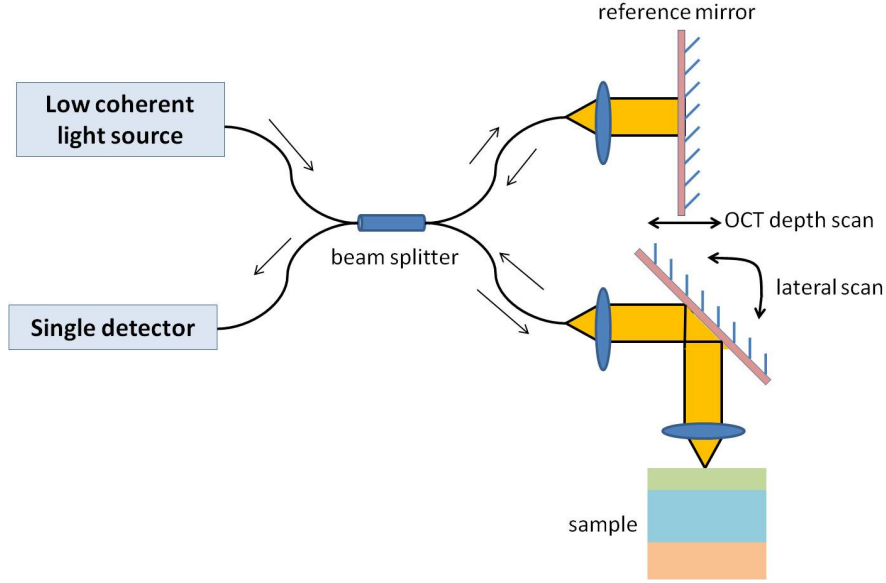 reference mirror
Low coherent
light source
OCT depth scan
beam splitter
lateral scan
Single detector
sample